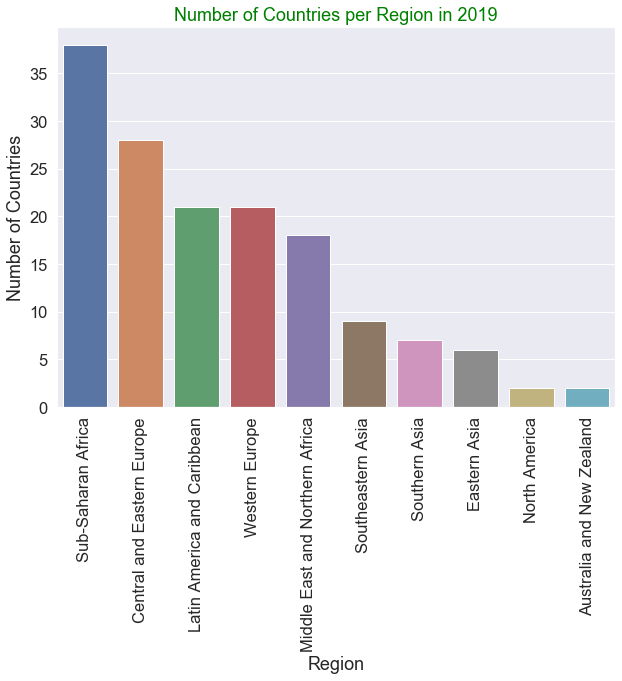 Number of Countries per Region in 2019
Number of Countries
35
30
25
20
15
10
5
0
Sub-Saharan Africa
Central and Eastern Europe
Latin America and Caribbean
Western Europe
Middle East and Northern Africa
Southeastern Asia
Southern Asia
Eastern Asia
North America
Australia and New Zealand
Region